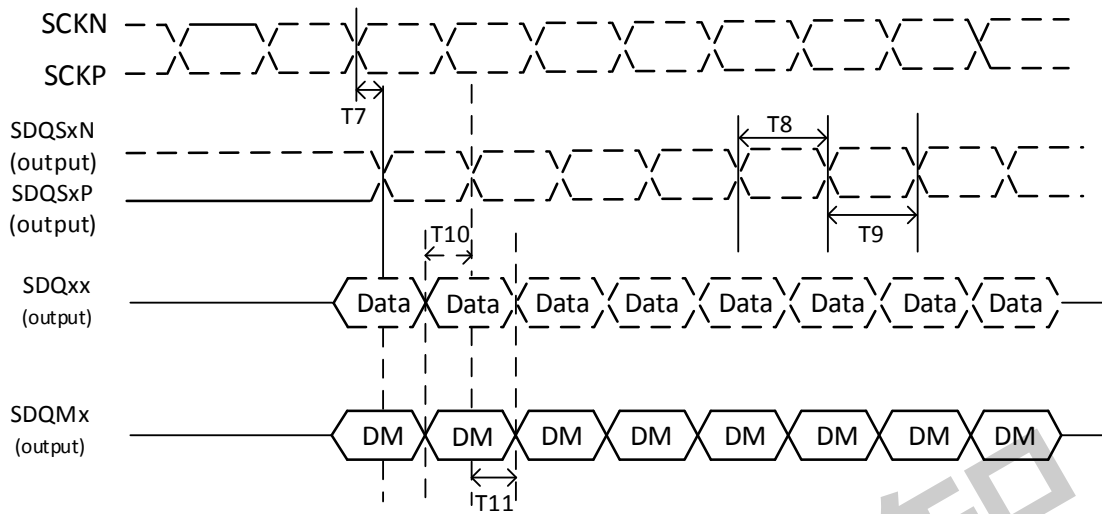 SCKN
SCKP
T7
SDQSxN
(output)
T8
SDQSxP
(output)
T9
T10
SDQxx
(output)
Data Data Data Data Data Data Data Data
SDQMx
(output)
DM DM DM DM DM DM DM DM
T11